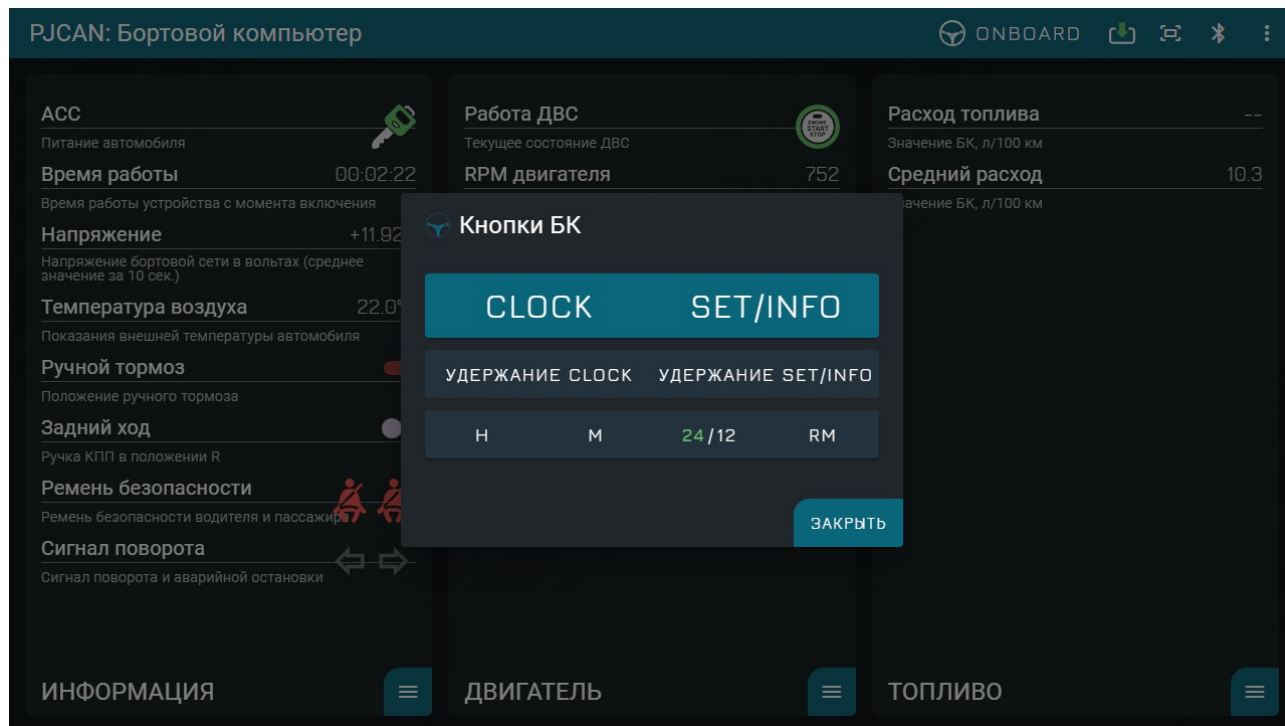 PJCAN: Бортовой компьютер
ONBOARD
ACC
Питание автомобиля
Время работы 00:02:22
Время работы устройства с момента включения
Напряжение +11.92
Напряжение бортовой сети в вольтах (среднее
значение за 10 сек.)
Температура воздуха 22.0°
Показания внешней температуры автомобиля
Ручной тормоз
Положение ручного тормоза
Задний ход
Ручка КПП в положении R
Ремень безопасности
Ремень безопасности водителя и пассажира
Сигнал поворота
Сигнал поворота и аварийной остановки
ИНФОРМАЦИЯ
Работа ДВС
ENGINE
START
STOP
Текущее состояние ДВС
RPM двигателя 752
ДВИГАТЕЛЬ
Расход топлива --
Значение БК, л/100 км
Средний расход 10.3
БК, л/100 км
ТОПЛИВО
Кнопки БК
CLOCK SET/INFO
УДЕРЖАНИЕ CLOCK УДЕРЖАНИЕ SET/INFO
H M 24/12 RM
ЗАКРЫТЬ